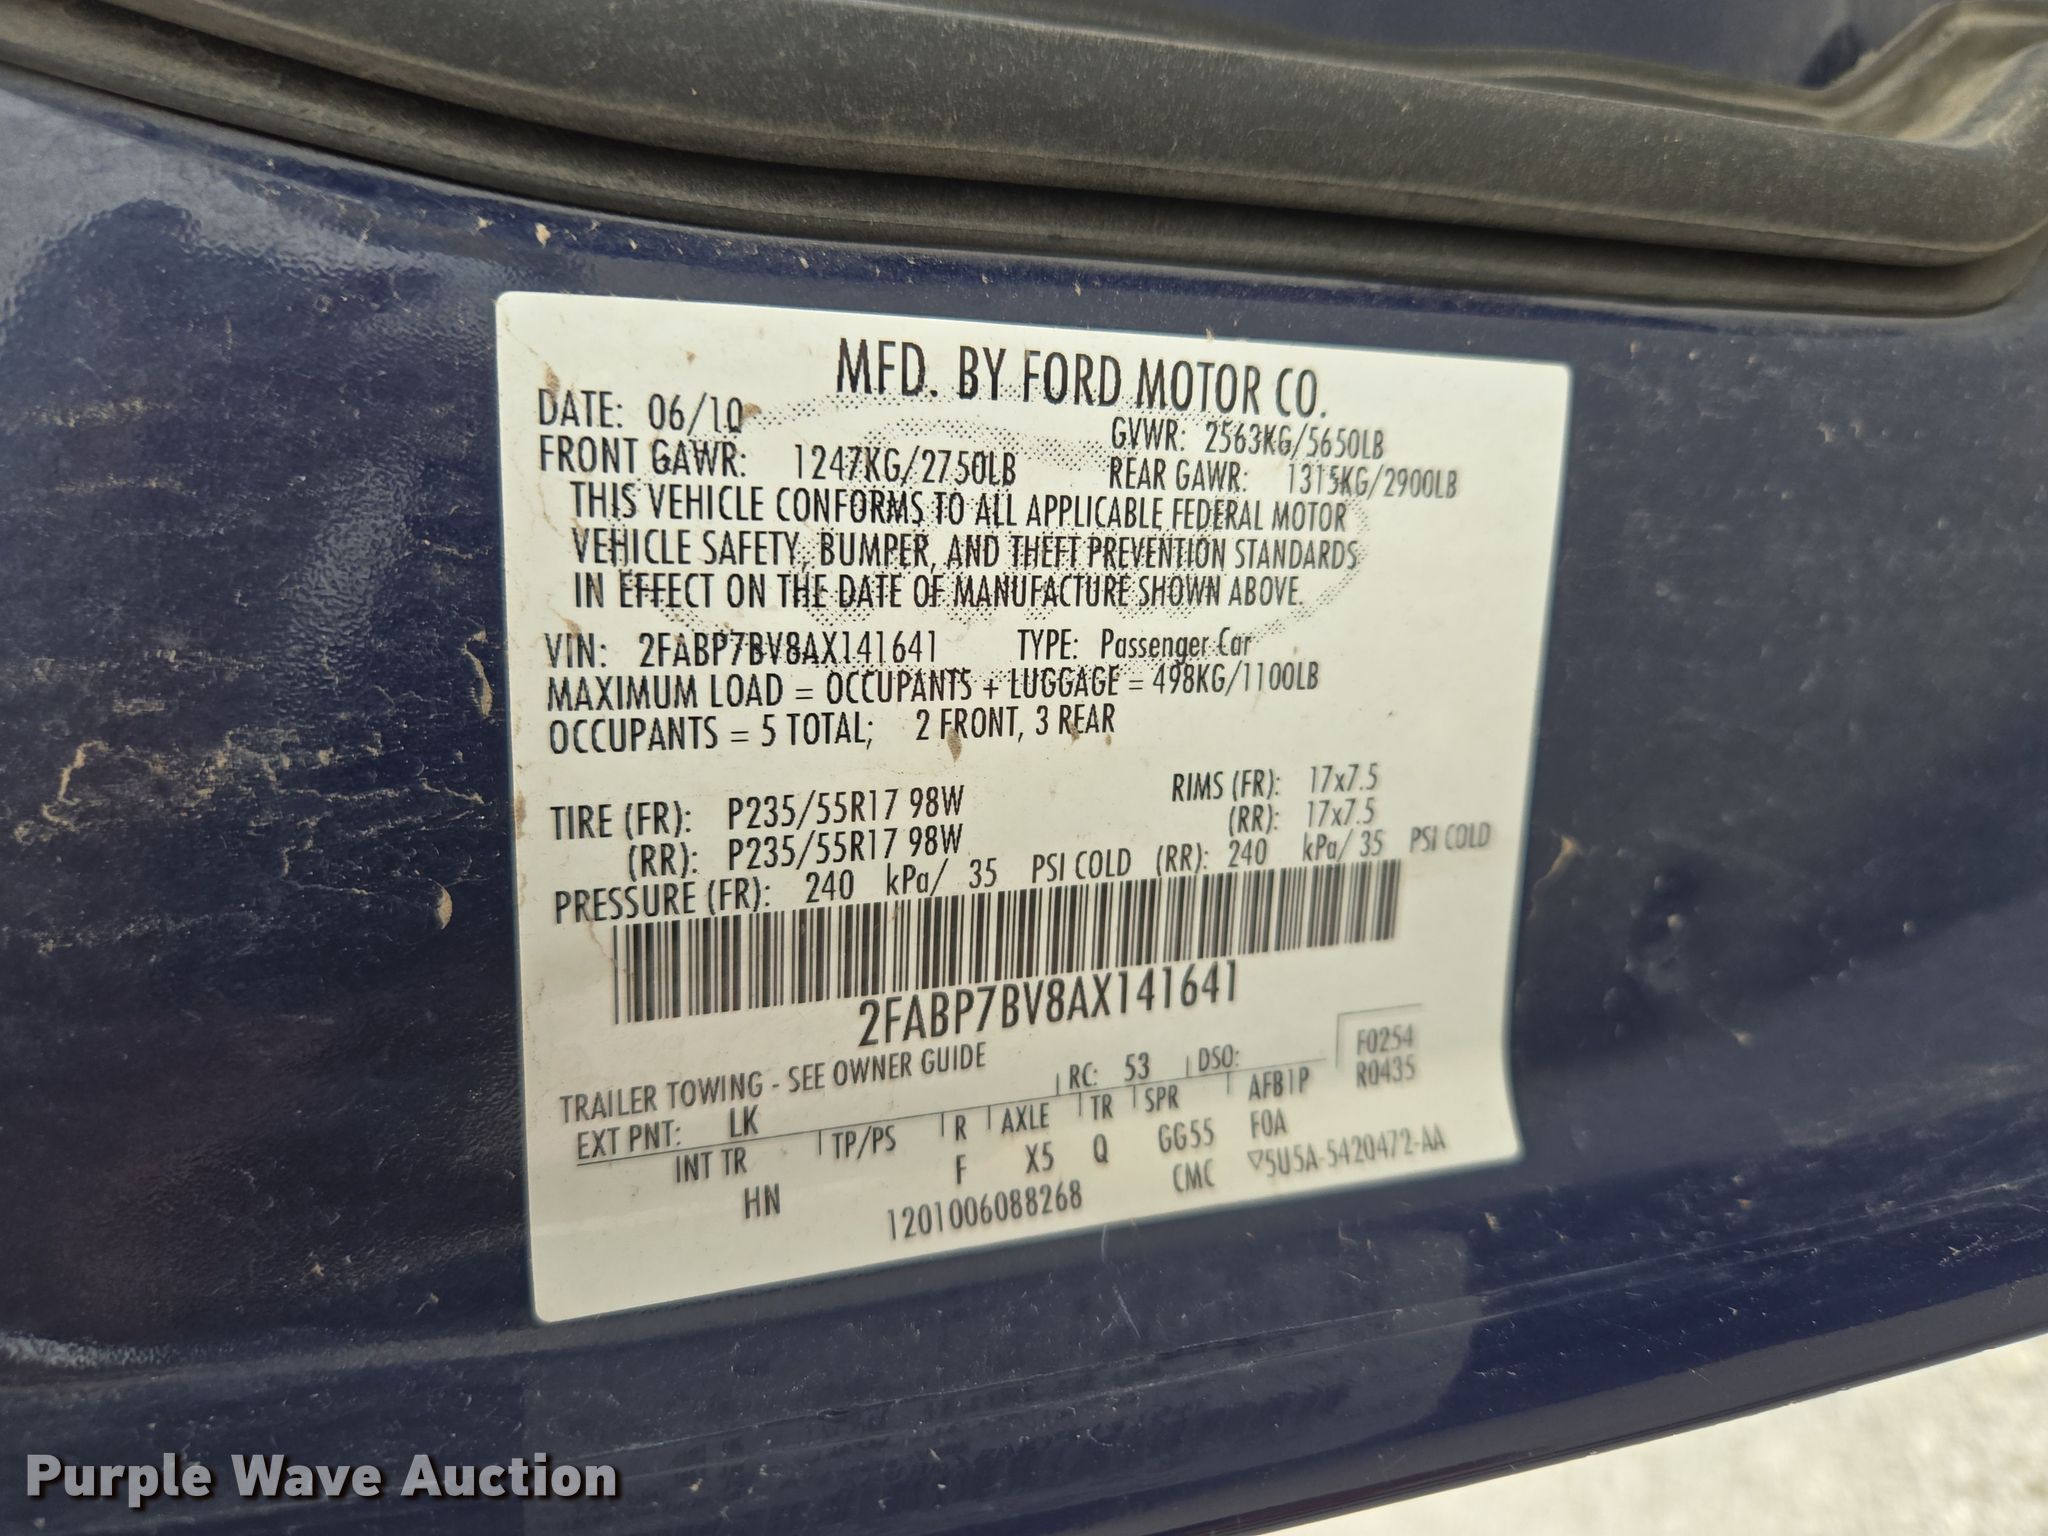 MFD. BY FORD MOTOR CO.
DATE: 06/10 GVWR: 2563KG/5650LB
FRONT GAWR: 1247KG/2750LB REAR GAWR: 1315KG/2900LB
THIS VEHICLE CONFORMS TO ALL APPLICABLE FEDERAL MOTOR
VEHICLE SAFETY, BUMPER, AND THEFT PREVENTION STANDARDS
IN EFFECT ON THE DATE OF MANUFACTURE SHOWN ABOVE.
VIN: 2FABP7BV8AX141641 TYPE: Passenger Car
MAXIMUM LOAD = OCCUPANTS + LUGGAGE = 498KG/1100LB
OCCUPANTS = 5 TOTAL; 2 FRONT, 3 REAR
TIRE (FR): P235/55R17 98W RIMS (FR): 17x7.5
(RR): P235/55R17 98W (RR): 17x7.5
PRESSURE (FR): 240 kPa/ 35 PSI COLD (RR): 240 kPa/ 35 PSI COLD
2FABP7BV8AX141641
TRAILER TOWING - SEE OWNER GUIDE
F0254
R0435
EXT PNT: LK RC: 53 DSO:
INT TR TP/PS R AXLE TR SPR AFB1P
HN F X5 Q GG55 F0A
1201006088268 CMC ▽5U5A-5420472-AA
Purple Wave Auction